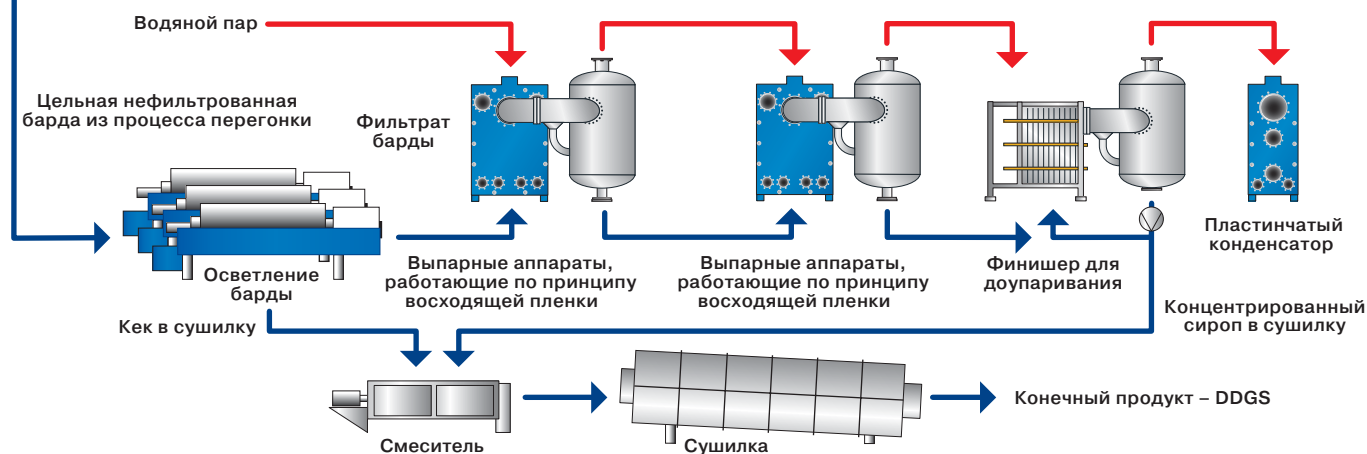 Водяной пар
Цельная нефильтрованная
барда из процесса перегонки
Фильтрат
барды
Пластинчатый
конденсатор
Осветление
барды
Выпарные аппараты,
работающие по принципу
восходящей пленки
Выпарные аппараты,
работающие по принципу
восходящей пленки
Финишер для
доупаривания
Кек в сушилку
Концентрированный
сироп в сушилку
Конечный продукт – DDGS
Смеситель
Сушилка